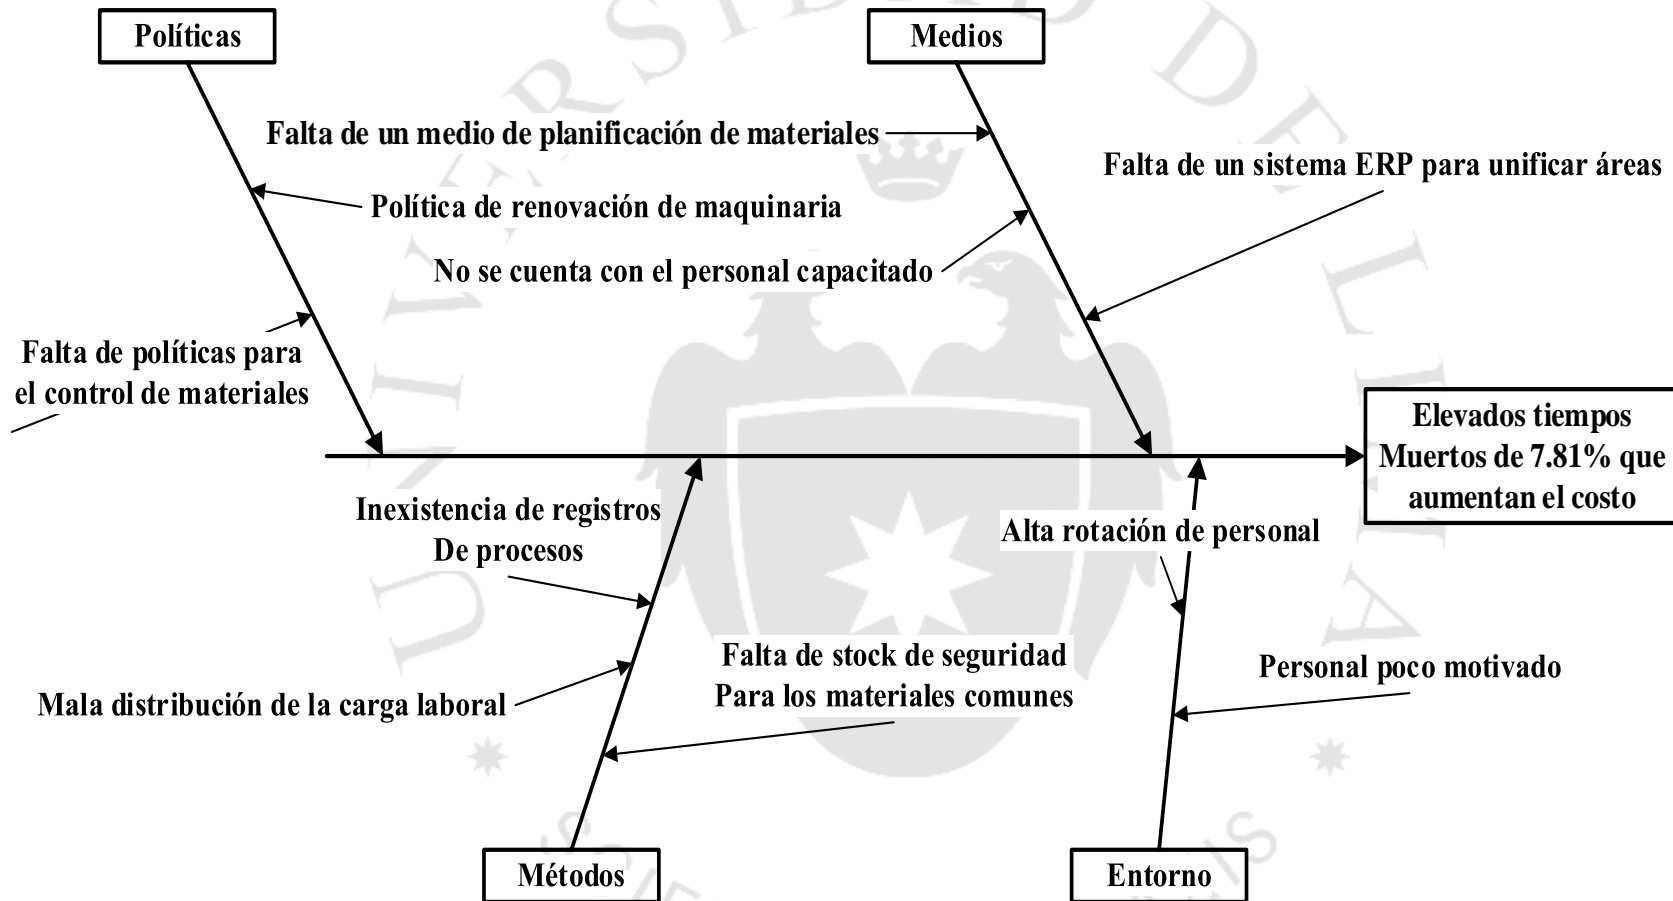 Políticas
Medios
Falta de un medio de planificación de materiales
Falta de un sistema ERP para unificar áreas
Política de renovación de maquinaria
No se cuenta con el personal capacitado
Falta de políticas para
el control de materiales
Elevados tiempos
Muertos de 7.81% que
aumentan el costo
Inexistencia de registros
De procesos
Alta rotación de personal
Falta de stock de seguridad
Para los materiales comunes
Personal poco motivado
Mala distribución de la carga laboral
Métodos
Entorno
UNIVERSIDAD DE LIMA